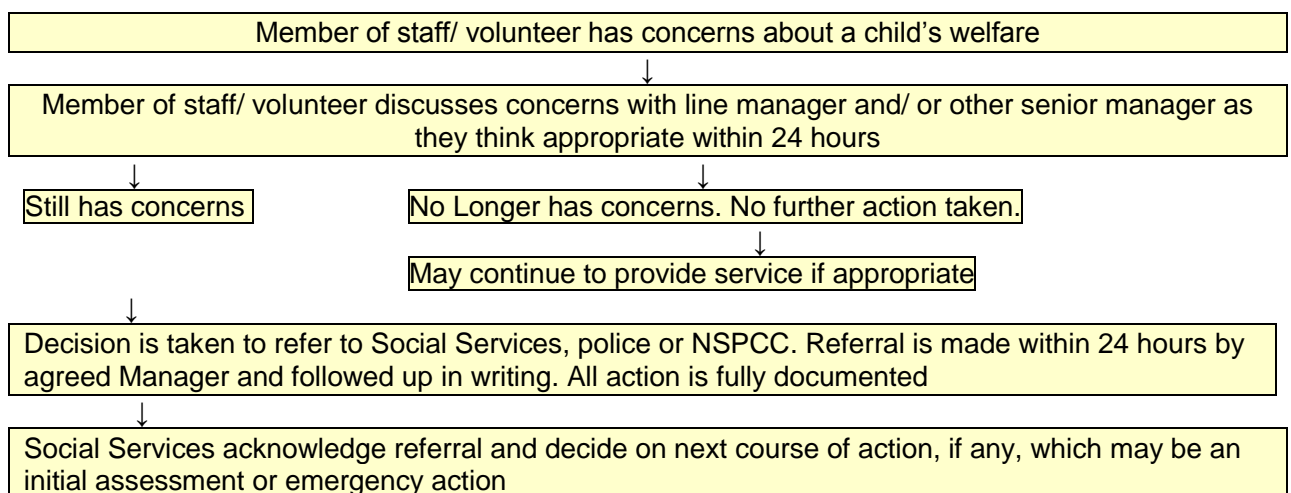 Member of staff/ volunteer has concerns about a child's welfare
↓
Member of staff/ volunteer discusses concerns with line manager and/ or other senior manager as
they think appropriate within 24 hours
↓ ↓
Still has concerns No Longer has concerns. No further action taken.
↓
May continue to provide service if appropriate
↓
Decision is taken to refer to Social Services, police or NSPCC. Referral is made within 24 hours by
agreed Manager and followed up in writing. All action is fully documented
↓
Social Services acknowledge referral and decide on next course of action, if any, which may be an
initial assessment or emergency action